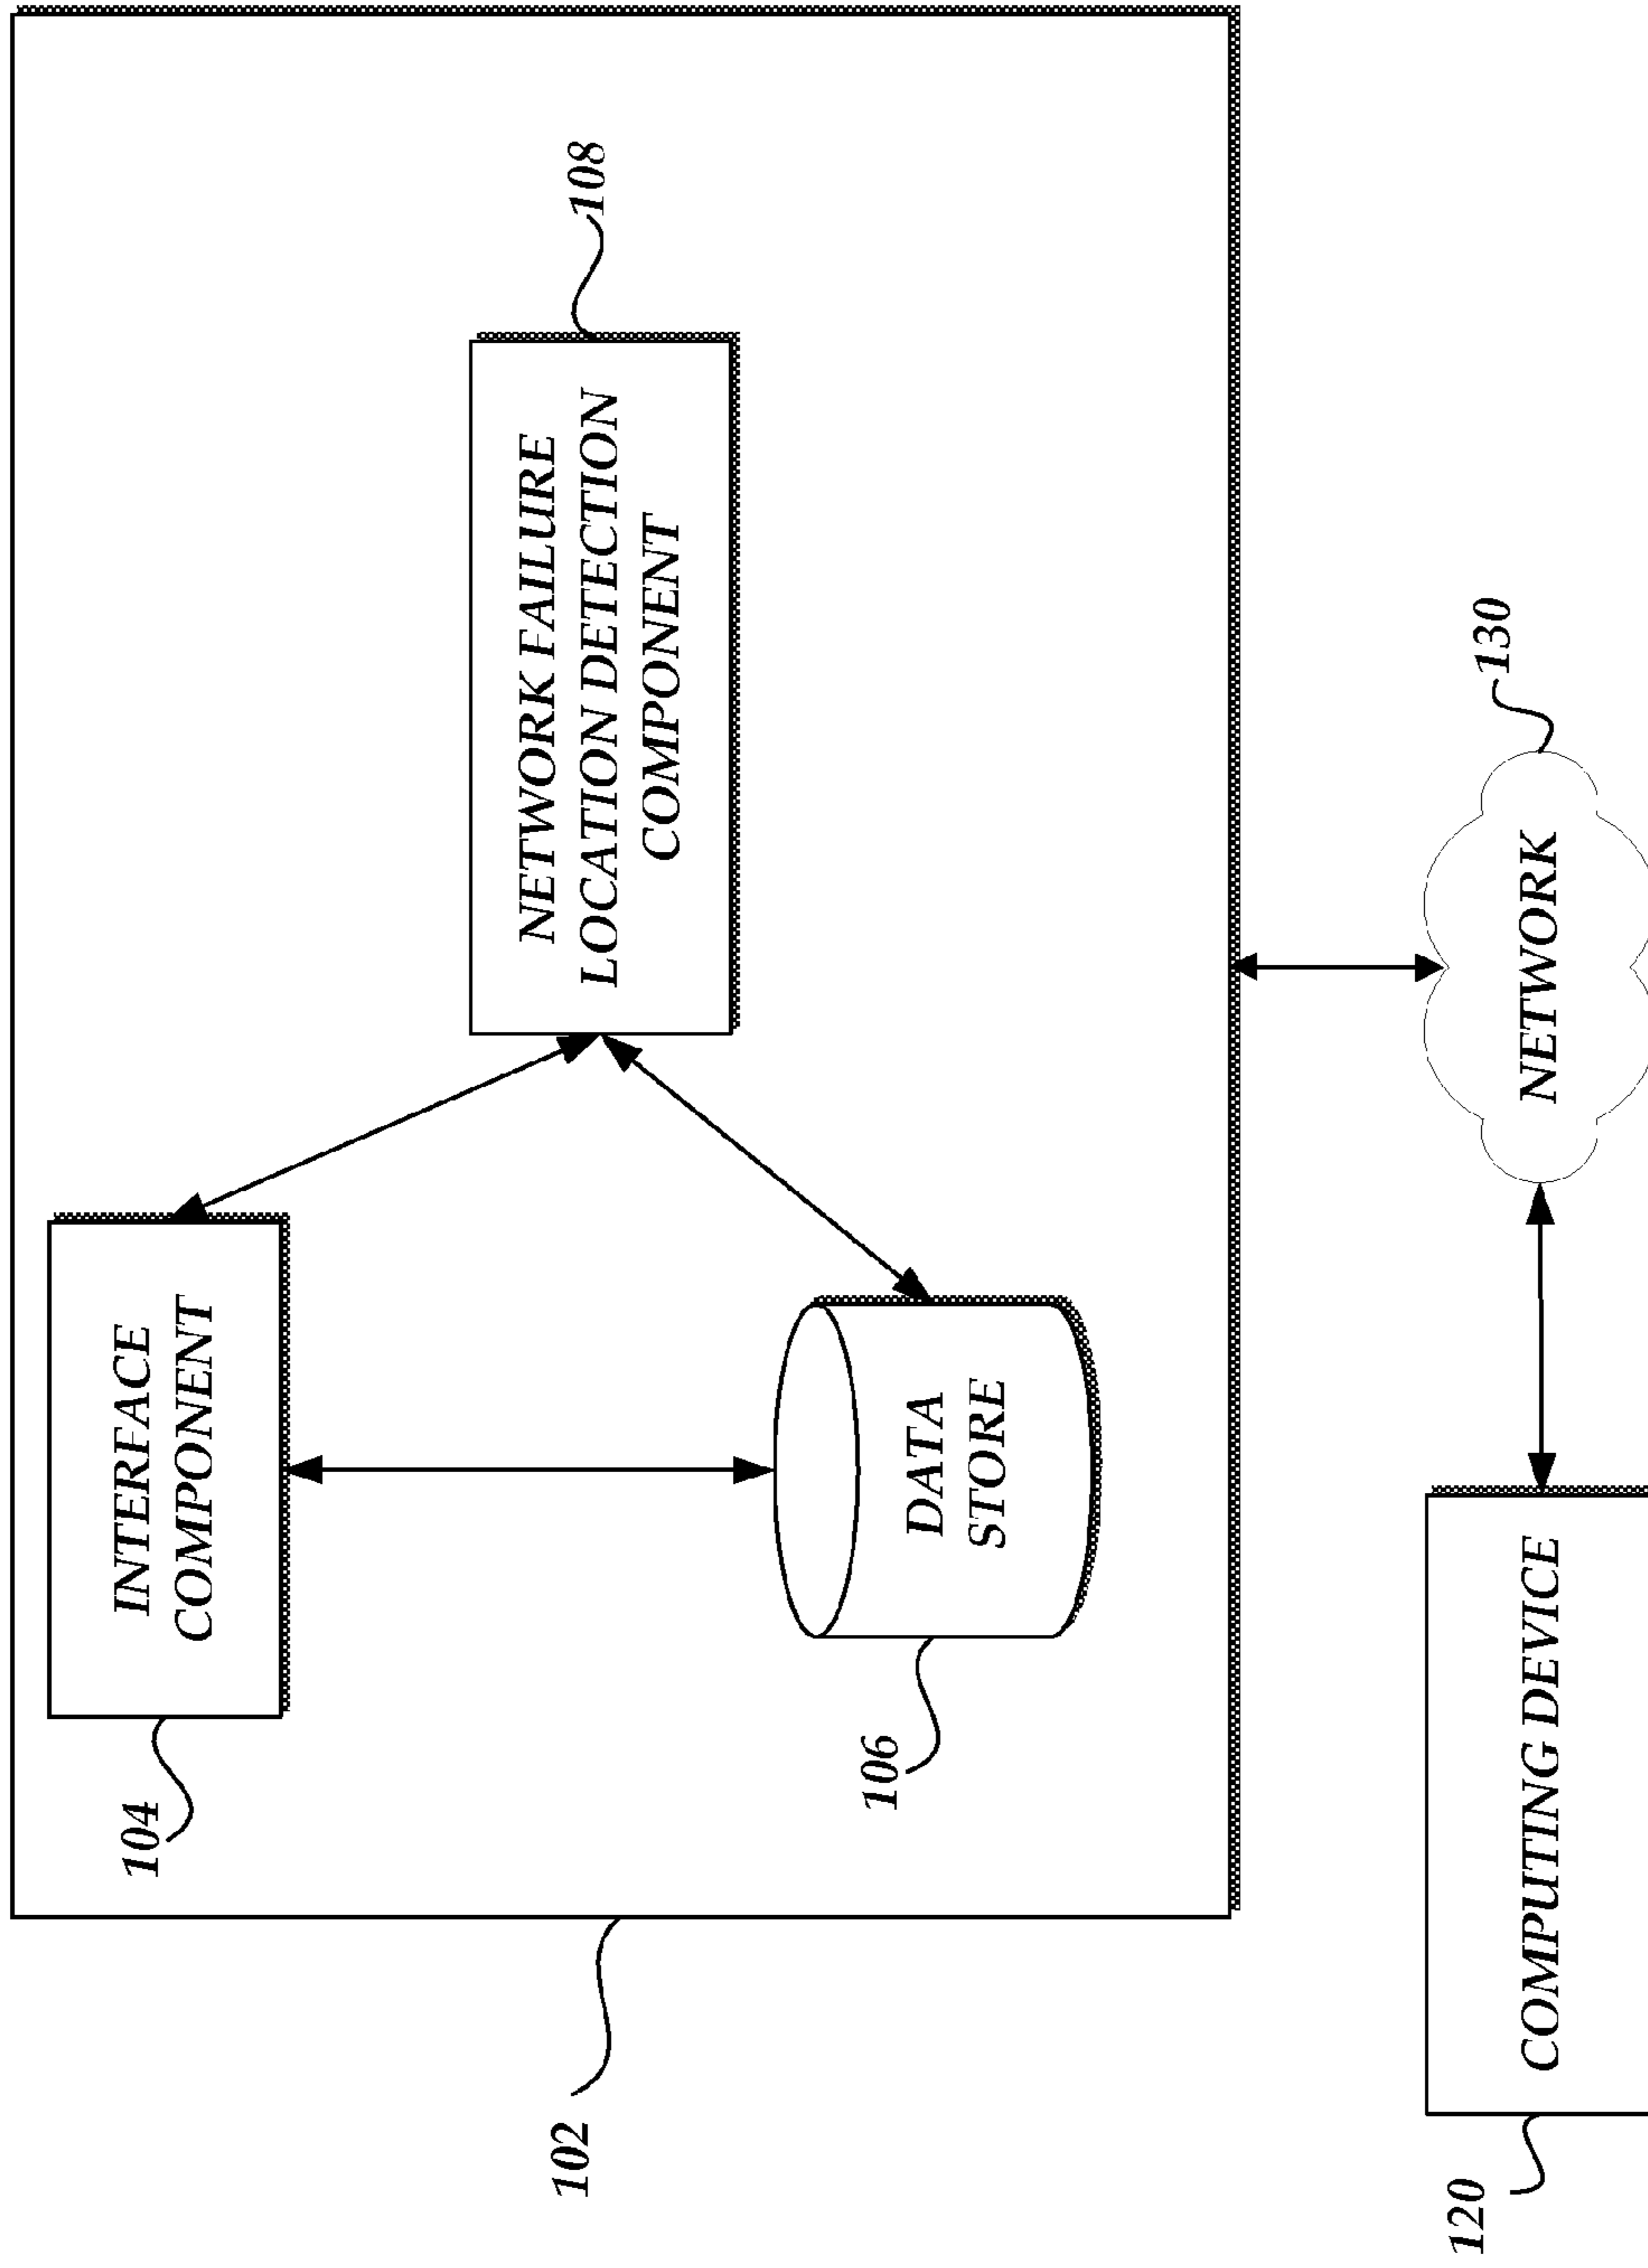 INTERFACE
COMPONENT
104
NETWORK FAILURE
LOCATION DETECTION
COMPONENT
108
DATA
STORE
106
102
COMPUTING DEVICE
120
NETWORK
130